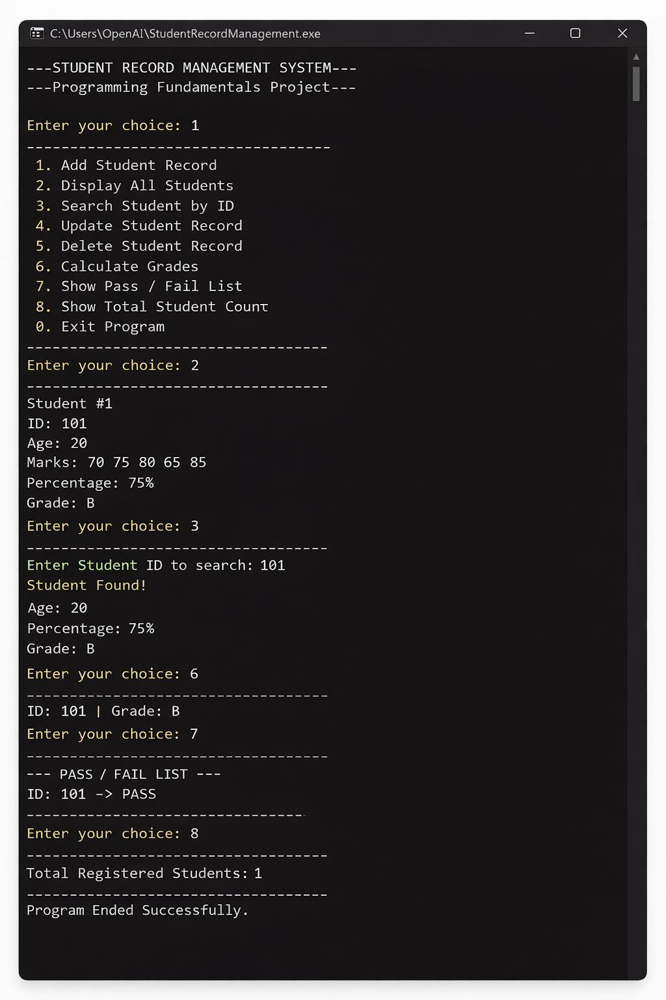 C:\Users\OpenAI\StudentRecordManagement.exe
---STUDENT RECORD MANAGEMENT SYSTEM---
---Programming Fundamentals Project---
Enter your choice: 1
-----------------------------------
1. Add Student Record
2. Display All Students
3. Search Student by ID
4. Update Student Record
5. Delete Student Record
6. Calculate Grades
7. Show Pass / Fail List
8. Show Total Student Count
0. Exit Program
-----------------------------------
Enter your choice: 2
-----------------------------------
Student #1
ID: 101
Age: 20
Marks: 70 75 80 65 85
Percentage: 75%
Grade: B
Enter your choice: 3
-----------------------------------
Enter Student ID to search: 101
Student Found!
Age: 20
Percentage: 75%
Grade: B
Enter your choice: 6
-----------------------------------
ID: 101 | Grade: B
Enter your choice: 7
-----------------------------------
--- PASS / FAIL LIST ---
ID: 101 -> PASS
--------------------------------
Enter your choice: 8
-----------------------------------
Total Registered Students: 1
-----------------------------------
Program Ended Successfully.